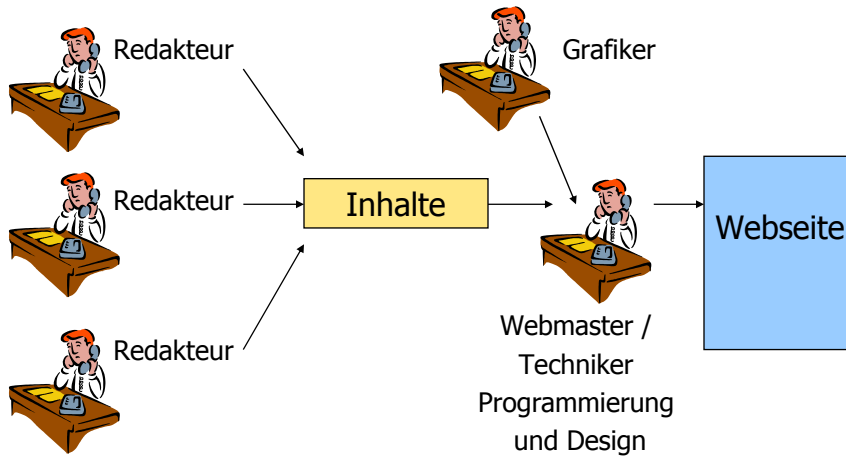 Redakteur
Grafiker
Redakteur
Inhalte
Webseite
Redakteur
Webmaster /
Techniker
Programmierung
und Design